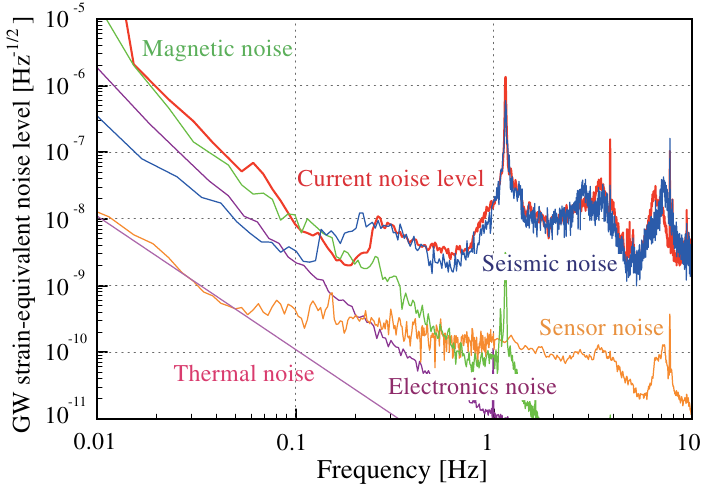 GW strain-equivalent noise level [Hz^-1/2]
10^-5
10^-6
10^-7
10^-8
10^-9
10^-10
10^-11
Magnetic noise
Current noise level
Seismic noise
Sensor noise
Thermal noise
Electronics noise
0.01
0.1
1
10
Frequency [Hz]